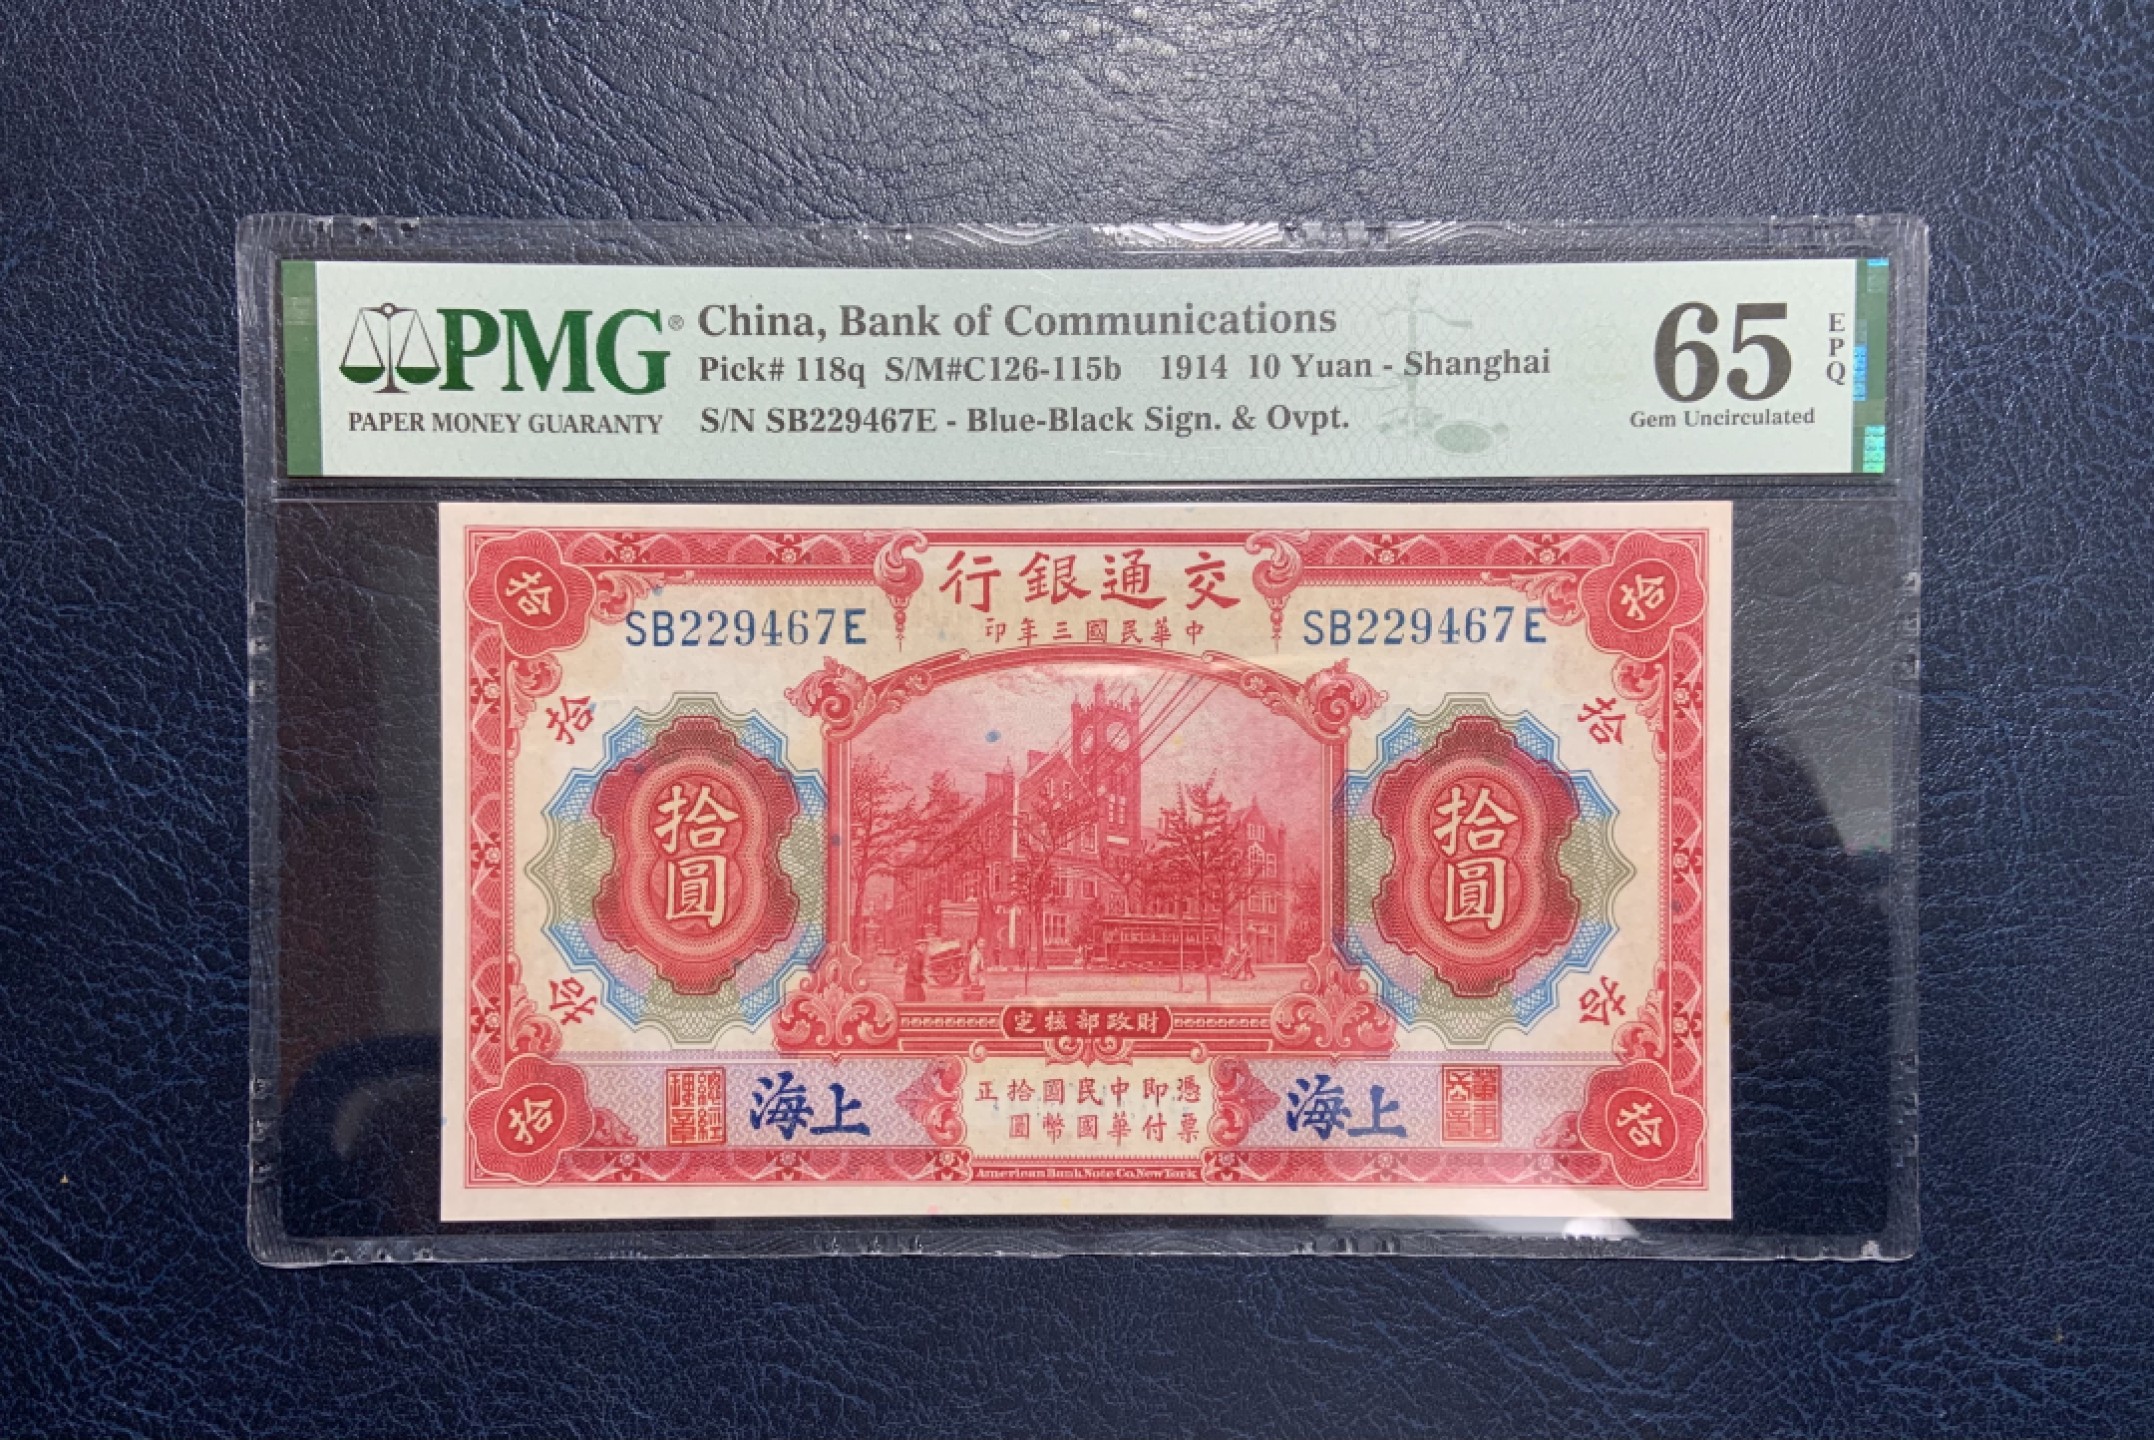 PMG®
PAPER MONEY GUARANTY
China, Bank of Communications
Pick# 118q S/M#C126-115b 1914 10 Yuan - Shanghai
S/N SB229467E - Blue-Black Sign. & Ovpt.
65
EPQ
Gem Uncirculated
行銀通交
印年三國民華中
SB229467E
SB229467E
拾
拾
拾
拾
拾圓
拾圓
拾
拾
定核部政財
海上
海上
正拾國民中即憑
圓幣國華付票
拾
拾
American Bank Note Co. New York